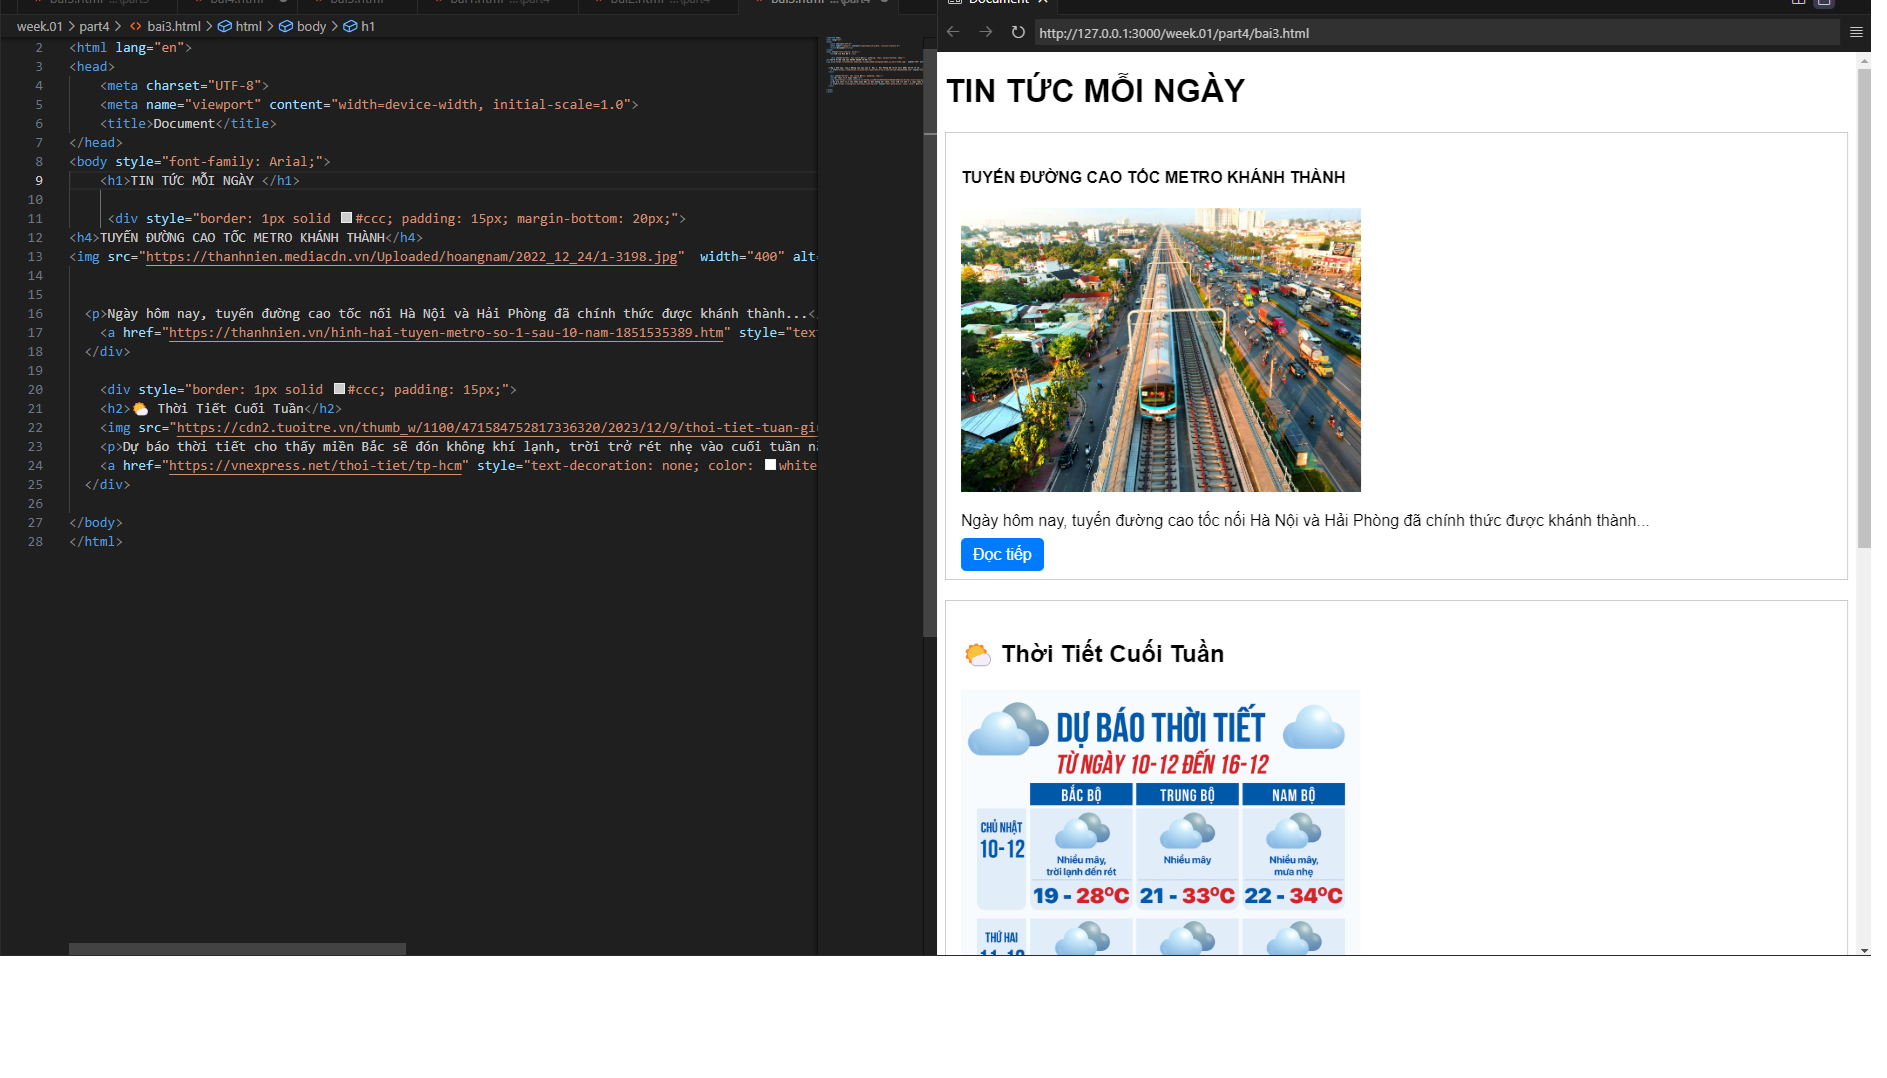 week.01 > part4 > <> bai3.html > html > body > h1
2 <html lang="en">
3 <head>
4 <meta charset="UTF-8">
5 <meta name="viewport" content="width=device-width, initial-scale=1.0">
6 <title>Document</title>
7 </head>
8 <body style="font-family: Arial;">
9 <h1>TIN TỨC MỖI NGÀY </h1>
10
11 <div style="border: 1px solid #ccc; padding: 15px; margin-bottom: 20px;">
12 <h4>TUYẾN ĐƯỜNG CAO TỐC METRO KHÁNH THÀNH</h4>
13 <img src="https://thanhnien.mediacdn.vn/Uploaded/hoangnam/2022_12_24/1-3198.jpg"  width="400" alt=
14
15
16 <p>Ngày hôm nay, tuyến đường cao tốc nối Hà Nội và Hải Phòng đã chính thức được khánh thành...<
17 <a href="https://thanhnien.vn/hinh-hai-tuyen-metro-so-1-sau-10-nam-1851535389.htm" style="tex
18 </div>
19
20 <div style="border: 1px solid #ccc; padding: 15px;">
21 <h2>🌤️ Thời Tiết Cuối Tuần</h2>
22 <img src="https://cdn2.tuoitre.vn/thumb_w/1100/471584752817336320/2023/12/9/thoi-tiet-tuan-gi
23 <p>Dự báo thời tiết cho thấy miền Bắc sẽ đón không khí lạnh, trời trở rét nhẹ vào cuối tuần
24 <a href="https://vnexpress.net/thoi-tiet/tp-hcm" style="text-decoration: none; color: white
25 </div>
26
27 </body>
28 </html>
Document
http://127.0.0.1:3000/week.01/part4/bai3.html
TIN TỨC MỖI NGÀY
TUYẾN ĐƯỜNG CAO TỐC METRO KHÁNH THÀNH
Ngày hôm nay, tuyến đường cao tốc nối Hà Nội và Hải Phòng đã chính thức được khánh thành...
Đọc tiếp
🌤️ Thời Tiết Cuối Tuần
DỰ BÁO THỜI TIẾT
TỪ NGÀY 10-12 ĐẾN 16-12
BẮC BỘ TRUNG BỘ NAM BỘ
CHỦ NHẬT
10-12
Nhiều mây, trời lạnh đến rét
Nhiều mây
Nhiều mây, mưa nhẹ
19 - 28°C 21 - 33°C 22 - 34°C
THỨ HAI